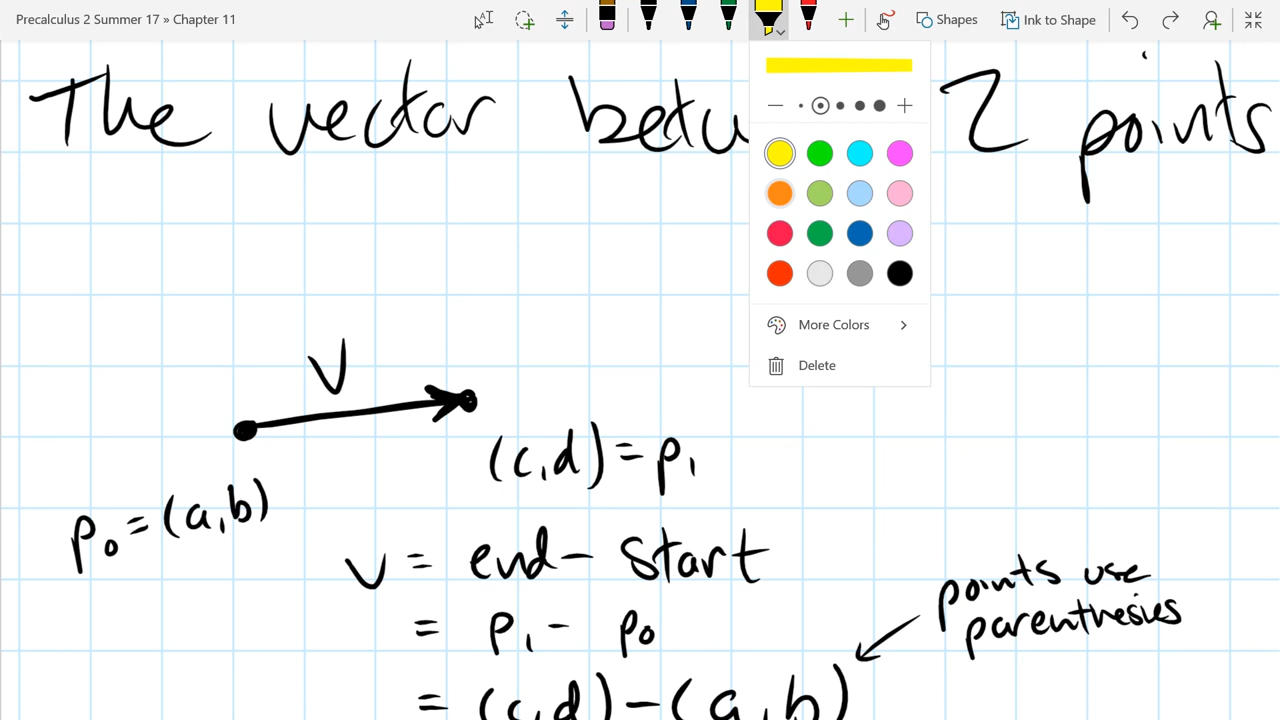 Precalculus 2 Summer 17 » Chapter 11
Shapes
Ink to Shape
The vector betw 2 points
More Colors
Delete
V
(c,d)=p₁
p₀=(a,b)
v = end - start
= p₁ - p₀
points use
parenthesies
= (c,d)-(a,b)